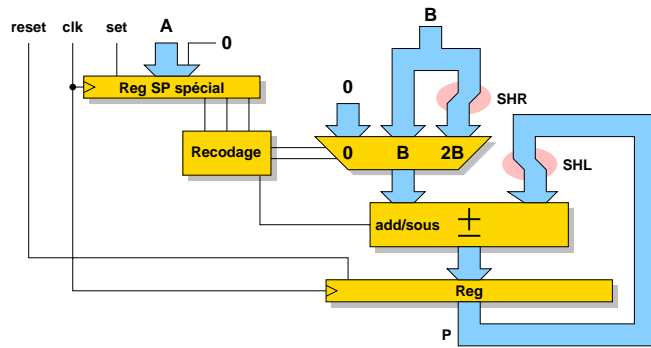 reset clk set A 0 B
Reg SP spécial
0
SHR
Recodage
0 B 2B
SHL
add/sous ±
Reg
P